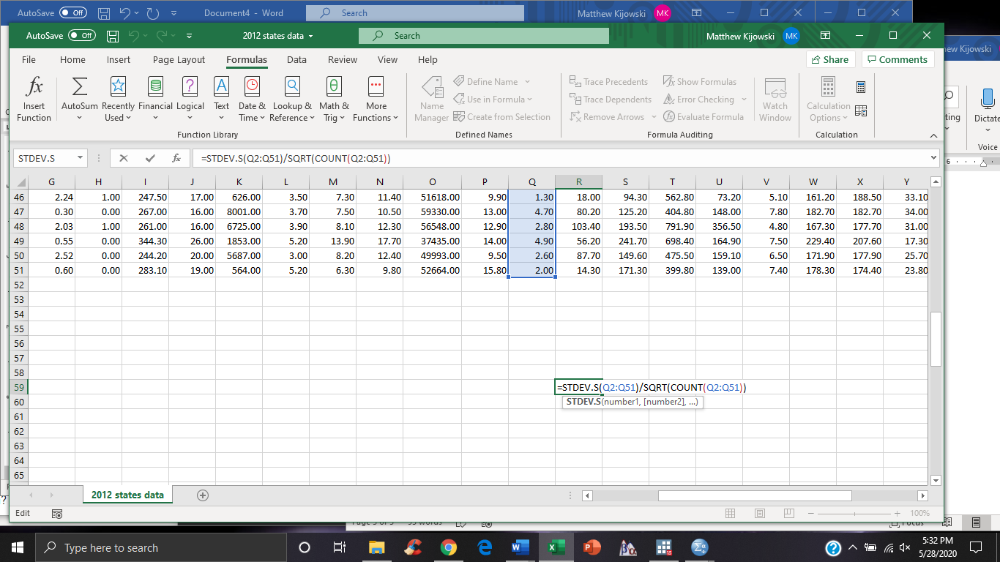 AutoSave Off Document4 - Word Search Matthew Kijowski MK
AutoSave Off 2012 states data Search Matthew Kijowski MK
ew Kijowski
File Home Insert Page Layout Formulas Data Review View Help Share Comments
fx Insert Function
AutoSum
Recently Used
Financial
Logical
Text
Date & Time
Lookup & Reference
Math & Trig
More Functions
Function Library
Name Manager
Define Name
Use in Formula
Create from Selection
Defined Names
Trace Precedents
Trace Dependents
Remove Arrows
Show Formulas
Error Checking
Evaluate Formula
Formula Auditing
Watch Window
Calculation Options
Calculation
ting
Dictate
Voice
6
STDEV.S fx =STDEV.S(Q2:Q51)/SQRT(COUNT(Q2:Q51))
G H I J K L M N O P Q R S T U V W X Y
46 2.24 1.00 247.50 17.00 626.00 3.50 7.30 11.40 51618.00 9.90 1.30 18.00 94.30 562.80 73.20 5.10 161.20 188.50 33.10
47 0.30 0.00 267.00 16.00 8001.00 3.70 7.50 10.50 59330.00 13.00 4.70 80.20 125.20 404.80 148.00 7.80 182.70 182.70 34.00
48 2.03 1.00 261.00 16.00 6725.00 3.90 8.10 12.30 56548.00 12.90 2.80 103.40 193.50 791.90 356.50 4.80 167.30 177.70 31.00
49 0.55 0.00 344.30 26.00 1853.00 5.20 13.90 17.70 37435.00 14.00 4.90 56.20 241.70 698.40 164.90 7.50 229.40 207.60 17.30
50 2.52 0.00 244.20 20.00 5687.00 3.00 8.20 12.40 49993.00 9.50 2.60 87.70 149.60 475.50 159.10 6.50 171.90 177.90 25.70
51 0.60 0.00 283.10 19.00 564.00 5.20 6.30 9.80 52664.00 15.80 2.00 14.30 171.30 399.80 139.00 7.40 178.30 174.40 23.80
52
53
54
55
56
57
58
59 =STDEV.S(Q2:Q51)/SQRT(COUNT(Q2:Q51))
60 STDEV.S(number1, [number2], ...)
61
62
63
64
65
2012 states data
Edit 100%
Focus
Type here to search
5:32 PM
5/28/2020